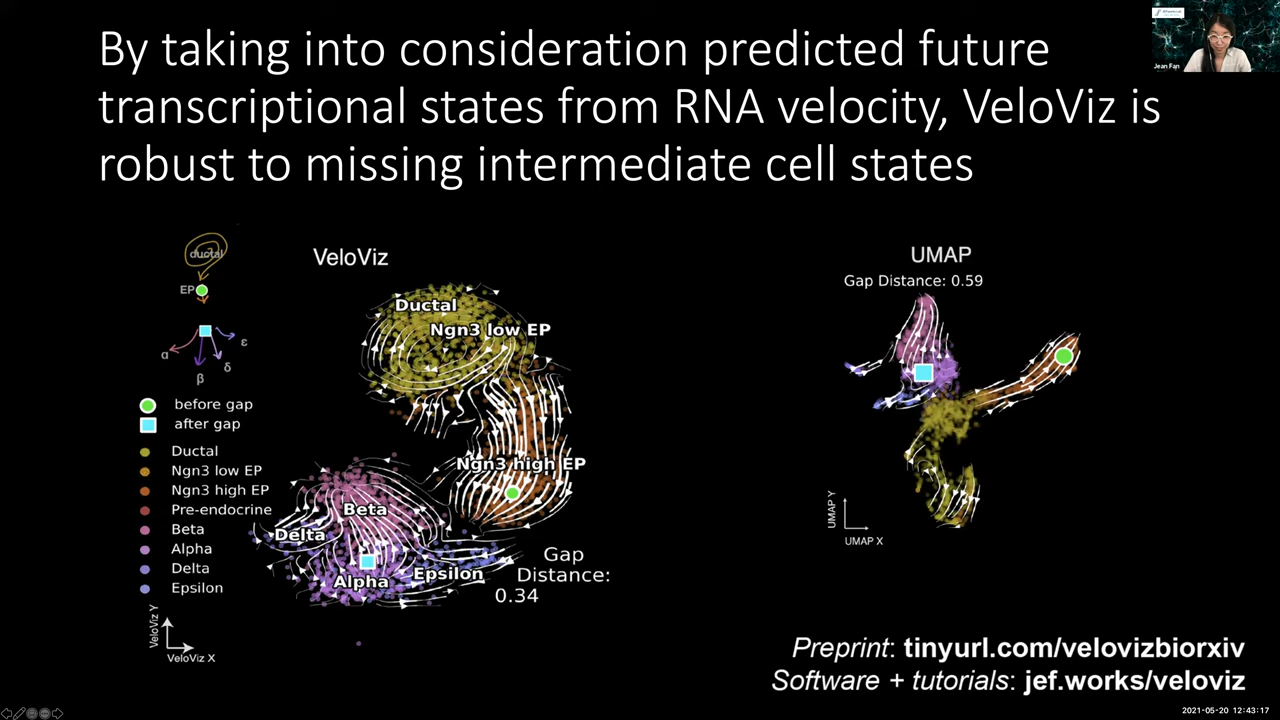 By taking into consideration predicted future
transcriptional states from RNA velocity, VeloViz is
robust to missing intermediate cell states
Jean Fan
ductal
EP
α
β
δ
ε
before gap
after gap
Ductal
Ngn3 low EP
Ngn3 high EP
Pre-endocrine
Beta
Alpha
Delta
Epsilon
VeloViz Y
VeloViz X
VeloViz
Ductal
Ngn3 low EP
Ngn3 high EP
Beta
Delta
Alpha
Epsilon
Gap
Distance:
0.34
UMAP
Gap Distance: 0.59
UMAP Y
UMAP X
Preprint: tinyurl.com/velovizbiorxiv
Software + tutorials: jef.works/veloviz
2021-05-20 12:43:17